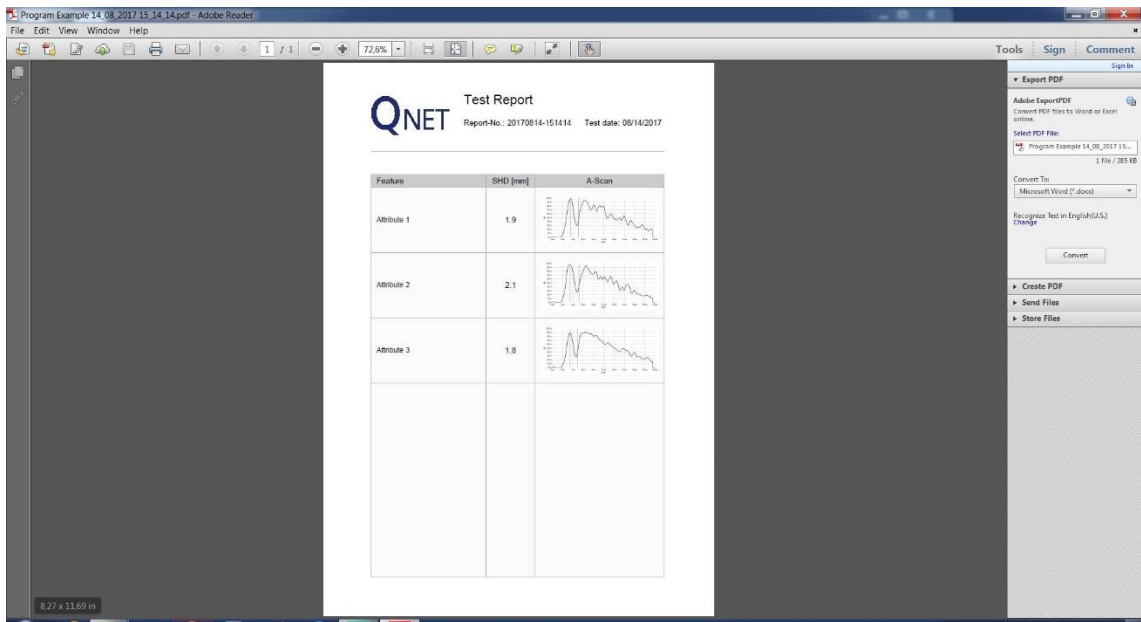 Program Example 14_08_2017 15_14_14.pdf - Adobe Reader
File Edit View Window Help
1 / 1 72,6% Tools Sign Comment
Sign In
Export PDF
Adobe ExportPDF
Convert PDF files to Word or Excel
online.
Select PDF File:
Program Example 14_08_2017 15...
1 File / 285 KB
Convert To:
Microsoft Word (*.docx)
Recognize Text in English(U.S.)
Change
Convert
Create PDF
Send Files
Store Files
QNET
Test Report
Report-No.: 20170814-151414 Test date: 08/14/2017
Feature SHD [mm] A-Scan
Attribute 1 1.9
Attribute 2 2.1
Attribute 3 1.8
8,27 x 11,69 in